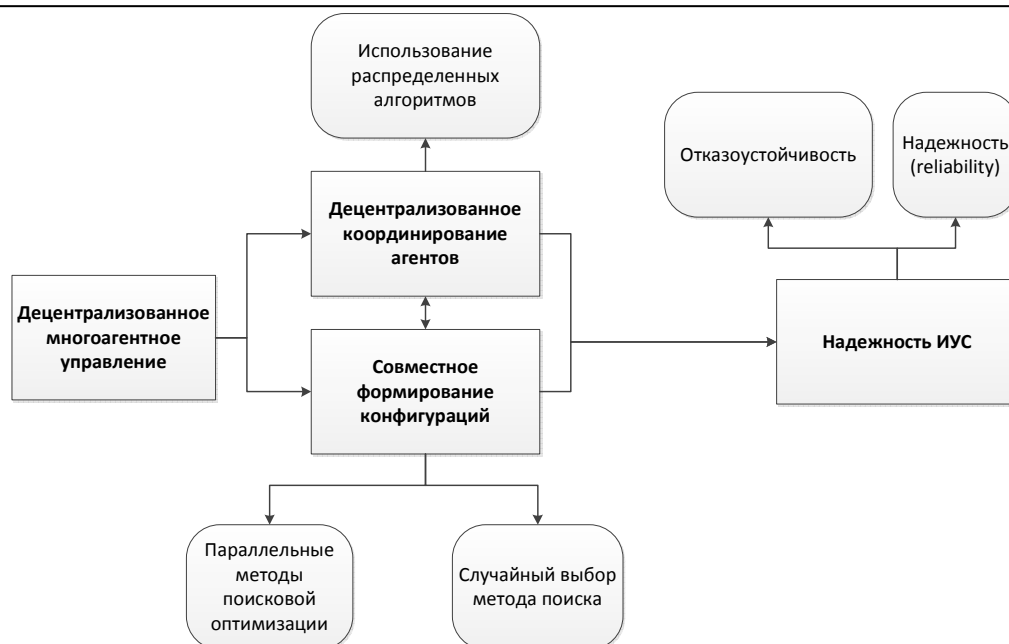 Использование
распределенных
алгоритмов
Отказоустойчивость
Надежность
(reliability)
Децентрализованное
координирование
агентов
Децентрализованное
многоагентное
управление
Надежность ИУС
Совместное
формирование
конфигураций
Параллельные
методы
поисковой
оптимизации
Случайный выбор
метода поиска